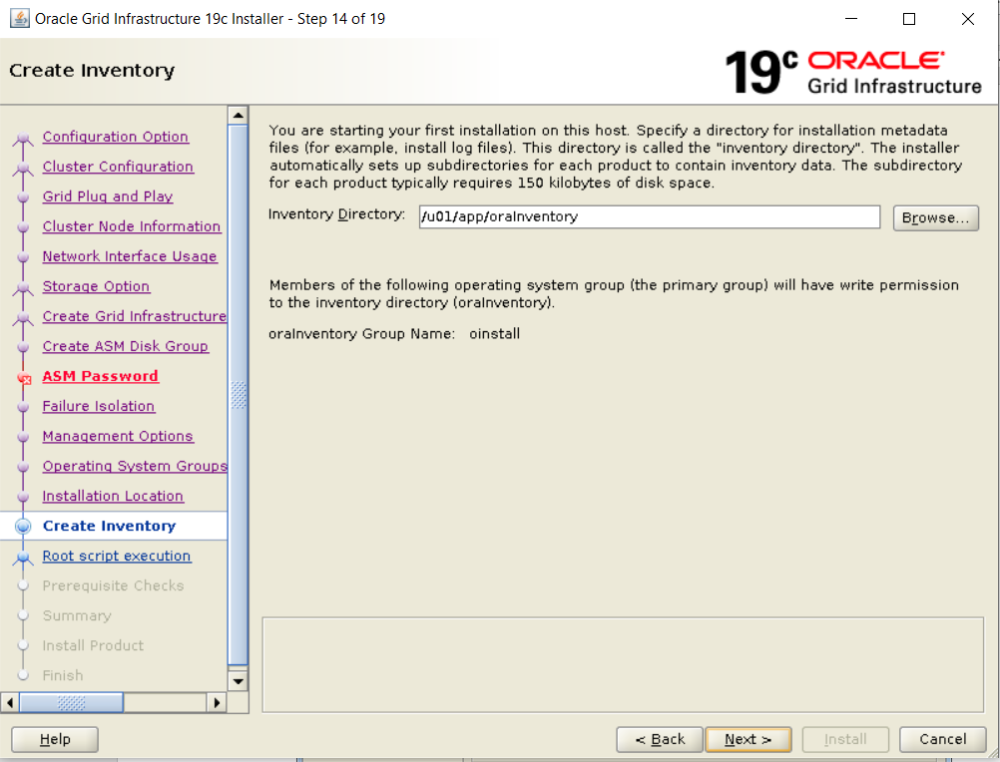 Oracle Grid Infrastructure 19c Installer - Step 14 of 19
Create Inventory
19c ORACLE
Grid Infrastructure
Configuration Option
Cluster Configuration
Grid Plug and Play
Cluster Node Information
Network Interface Usage
Storage Option
Create Grid Infrastructure
Create ASM Disk Group
ASM Password
Failure Isolation
Management Options
Operating System Groups
Installation Location
Create Inventory
Root script execution
Prerequisite Checks
Summary
Install Product
Finish
You are starting your first installation on this host. Specify a directory for installation metadata
files (for example, install log files). This directory is called the "inventory directory". The installer
automatically sets up subdirectories for each product to contain inventory data. The subdirectory
for each product typically requires 150 kilobytes of disk space.
Inventory Directory: /u01/app/oraInventory Browse...
Members of the following operating system group (the primary group) will have write permission
to the inventory directory (oraInventory).
oraInventory Group Name: oinstall
Help < Back Next > Install Cancel